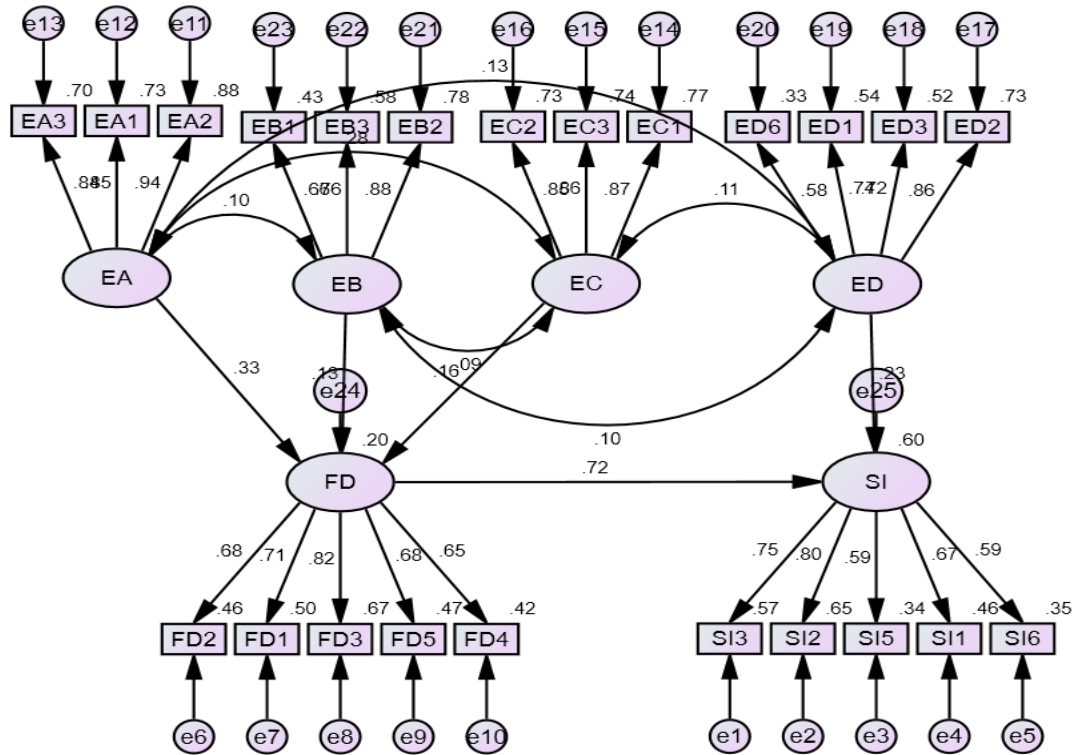 e13 e12 e11 e23 e22 e21 e16 e15 e14 e20 e19 e18 e17
.13
.70 .73 .88 .43 .58 .78 .73 .74 .77 .33 .54 .52 .73
EA3 EA1 EA2 EB1 EB3 EB2 EC2 EC3 EC1 ED6 ED1 ED3 ED2
.28
.85 .94 .88 .87 .58 .72 .86
.10 .11
EA EB EC ED
.33 .13 .16 .09 .23
e24 e25
.20 .10 .60
.72
FD SI
.68 .71 .82 .68 .65 .75 .80 .59 .67 .59
.46 .50 .67 .47 .42 .57 .65 .34 .46 .35
FD2 FD1 FD3 FD5 FD4 SI3 SI2 SI5 SI1 SI6
e6 e7 e8 e9 e10 e1 e2 e3 e4 e5